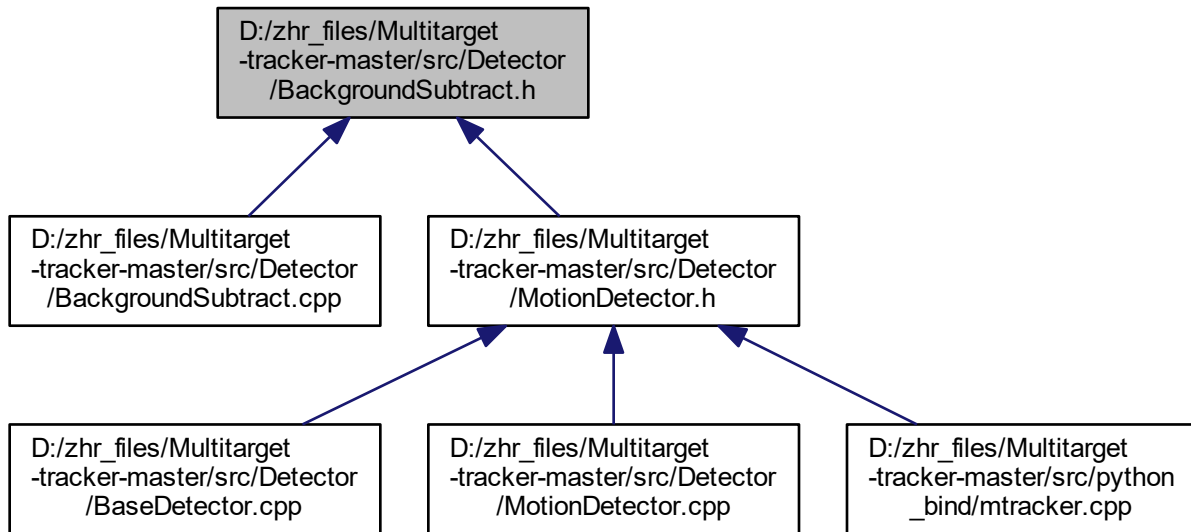 D:/zhr_files/Multitarget
-tracker-master/src/Detector
/BackgroundSubtract.h
D:/zhr_files/Multitarget
-tracker-master/src/Detector
/BackgroundSubtract.cpp
D:/zhr_files/Multitarget
-tracker-master/src/Detector
/MotionDetector.h
D:/zhr_files/Multitarget
-tracker-master/src/Detector
/BaseDetector.cpp
D:/zhr_files/Multitarget
-tracker-master/src/Detector
/MotionDetector.cpp
D:/zhr_files/Multitarget
-tracker-master/src/python
_bind/mtracker.cpp